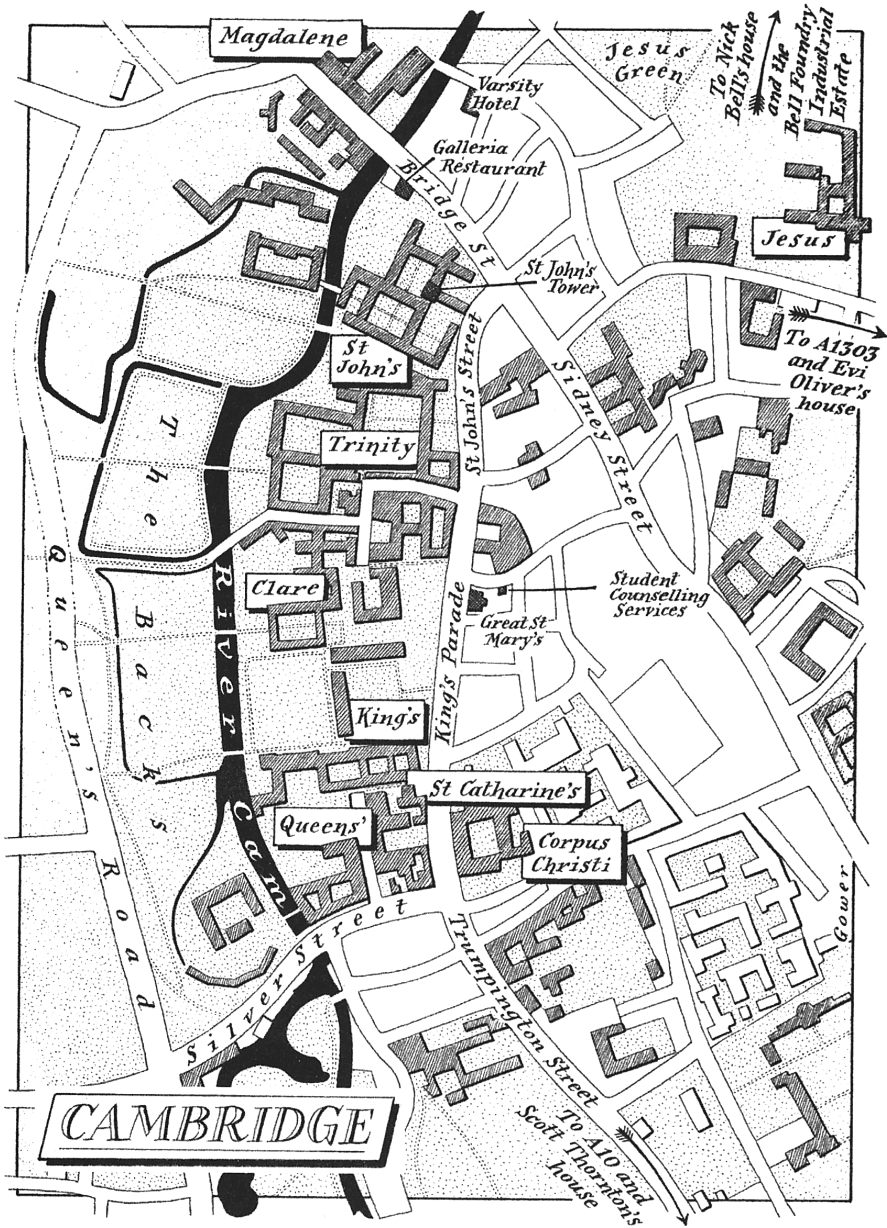 Magdalene
Jesus
Green
To Nick
Bell's house
and the
Bell Foundry
Industrial
Estate
Varsity
Hotel
Galleria
Restaurant
Bridge St
Jesus
St John's
Tower
To A1303
and Evi
Oliver's
house
St
John's
St John's Street
Sidney Street
Trinity
The
Backs
Queen's Road
River Cam
Clare
Student
Counselling
Services
Great St
Mary's
King's Parade
King's
St Catharine's
Queens'
Corpus
Christi
Gower
Silver Street
Trumpington Street
CAMBRIDGE
To A10 and
Scott Thornton's
house